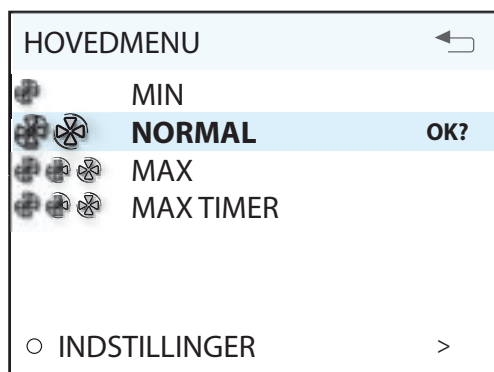 HOVEDMENU
MIN
NORMAL OK?
MAX
MAX TIMER
INDSTILLINGER >